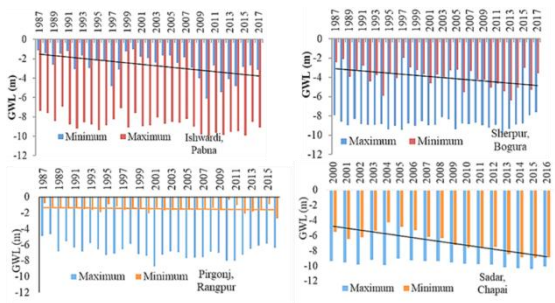 1987 1989 1991 1993 1995 1997 1999 2001 2003 2005 2007 2009 2011 2013 2015 2017
GWL (m)
0
-2
-4
-6
-8
-10
-12
Minimum Maximum Ishwardi, Pabna
1987 1989 1991 1993 1995 1997 1999 2001 2003 2005 2007 2009 2011 2013 2015 2017
GWL (m)
0
-2
-4
-6
-8
-10
-12
Maximum Minimum Sherpur, Bogura
1987 1989 1991 1993 1995 1997 1999 2001 2003 2005 2007 2009 2011 2013 2015
GWL (m)
0
-2
-4
-6
-8
-10
-12
Maximum Minimum Pirgonj, Rangpur
2000 2001 2002 2003 2004 2005 2006 2007 2008 2009 2010 2011 2012 2013 2014 2015 2016
GWL (m)
0
-2
-4
-6
-8
-10
-12
Maximum Minimum Sadar, Chapai